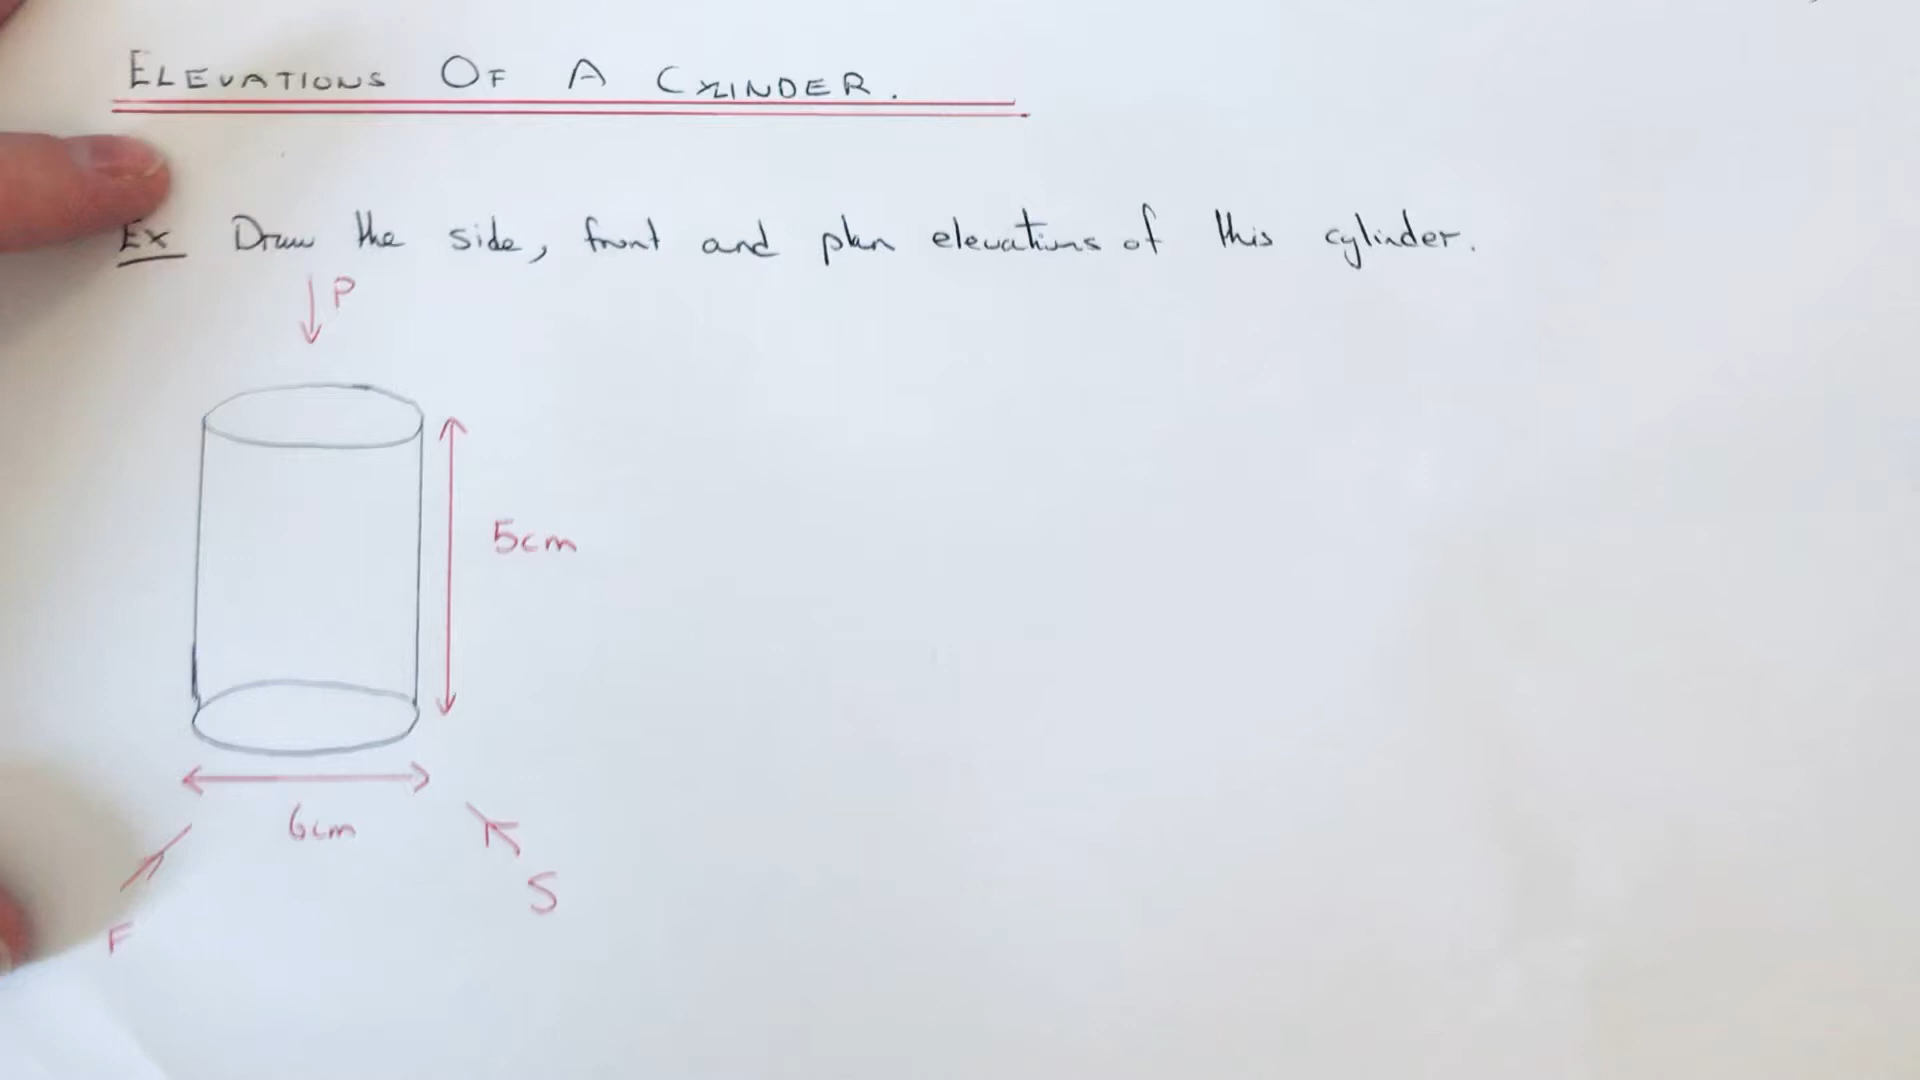 ELEVATIONS OF A CYLINDER.
Ex Draw the side, front and plan elevations of this cylinder.
P
5cm
6cm
S
F